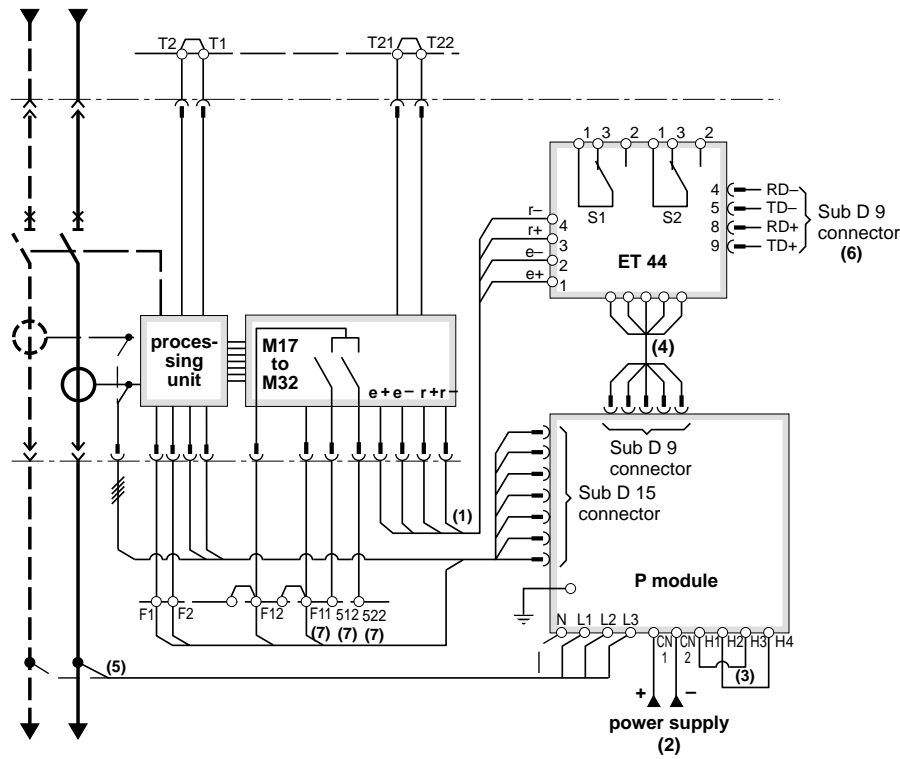 T2 T1 T21 T22
1 3 2 1 3 2
S1 S2
4 RD–
5 TD–
8 RD+
9 TD+
Sub D 9
connector
(6)
r– 4
r+ 3
e– 2
e+ 1
ET 44
(4)
proces-
sing
unit
M17
to
M32
e+ e– r+ r–
Sub D 9
connector
Sub D 15
connector
(1)
P module
F1 F2 F12 F11 512 522
(7) (7) (7)
N L1 L2 L3 CN 1 CN 2 H1 H2 H3 H4
(5)
(3)
+ –
power supply
(2)